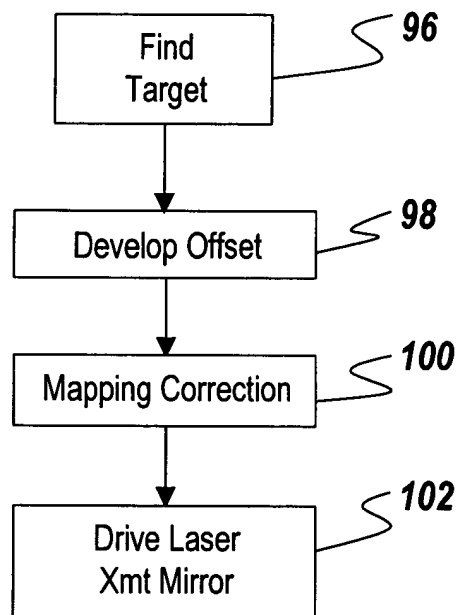 96
Find
Target
98
Develop Offset
100
Mapping Correction
102
Drive Laser
Xmt Mirror